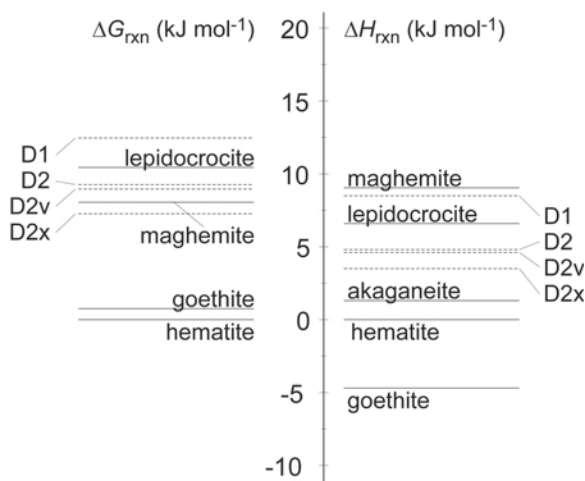 ΔGrxn (kJ mol-1)
20
ΔHrxn (kJ mol-1)
15
D1
lepidocrocite
D2
D2v
D2x
maghemite
10
maghemite
D1
lepidocrocite
D2
D2v
D2x
5
akaganeite
goethite
0
hematite
hematite
-5
goethite
-10